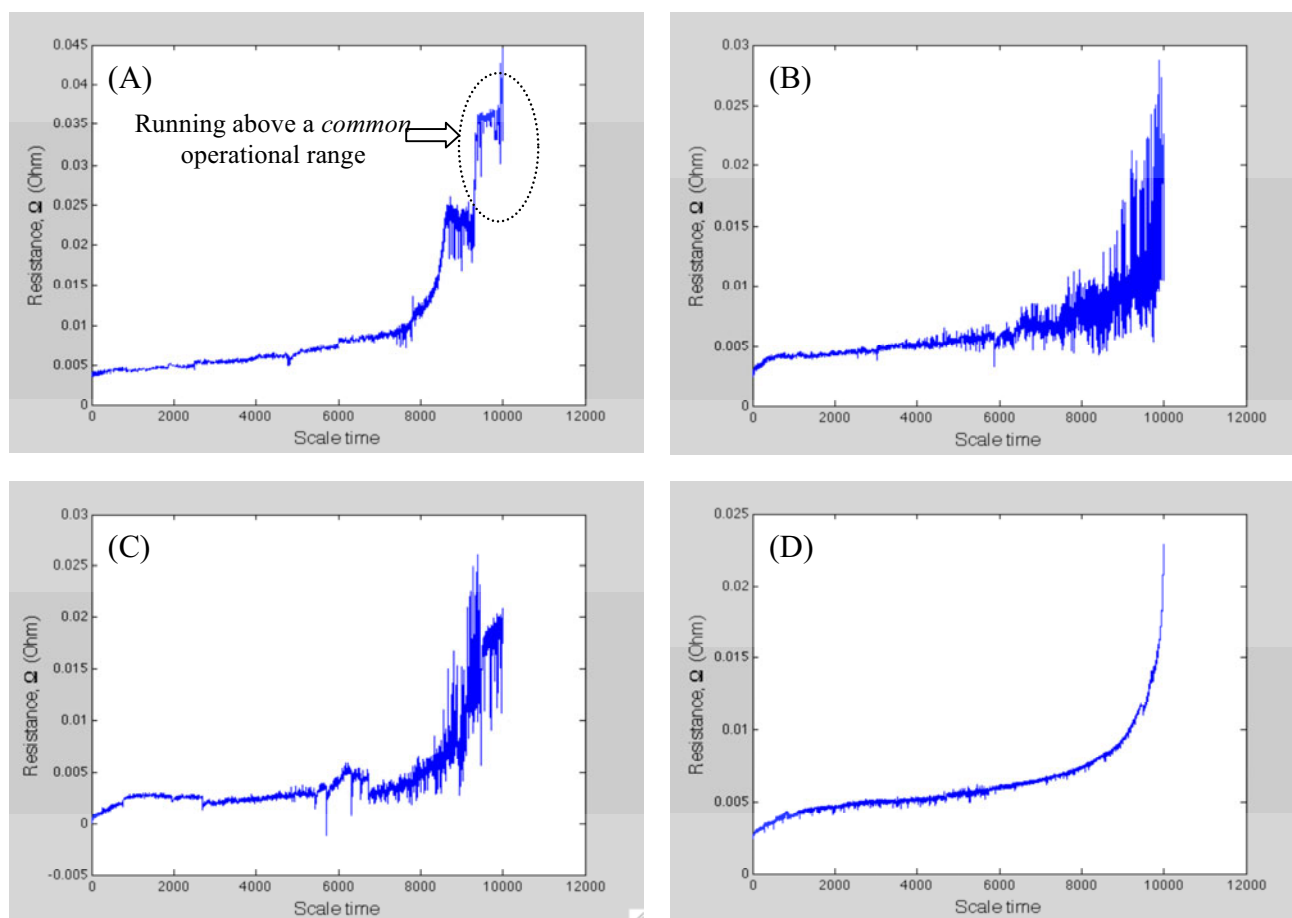 0.045
0.04
0.035
0.03
0.025
0.02
0.015
0.01
0.005
0
Resistance, Ω (Ohm)
(A)
Running above a common
operational range
0 2000 4000 6000 8000 10000 12000
Scale time
0.03
0.025
0.02
0.015
0.01
0.005
0
Resistance, Ω (Ohm)
(B)
0 2000 4000 6000 8000 10000 12000
Scale time
0.03
0.025
0.02
0.015
0.01
0.005
0
-0.005
Resistance, Ω (Ohm)
(C)
0 2000 4000 6000 8000 10000 12000
Scale time
0.025
0.02
0.015
0.01
0.005
0
Resistance, Ω (Ohm)
(D)
0 2000 4000 6000 8000 10000 12000
Scale time